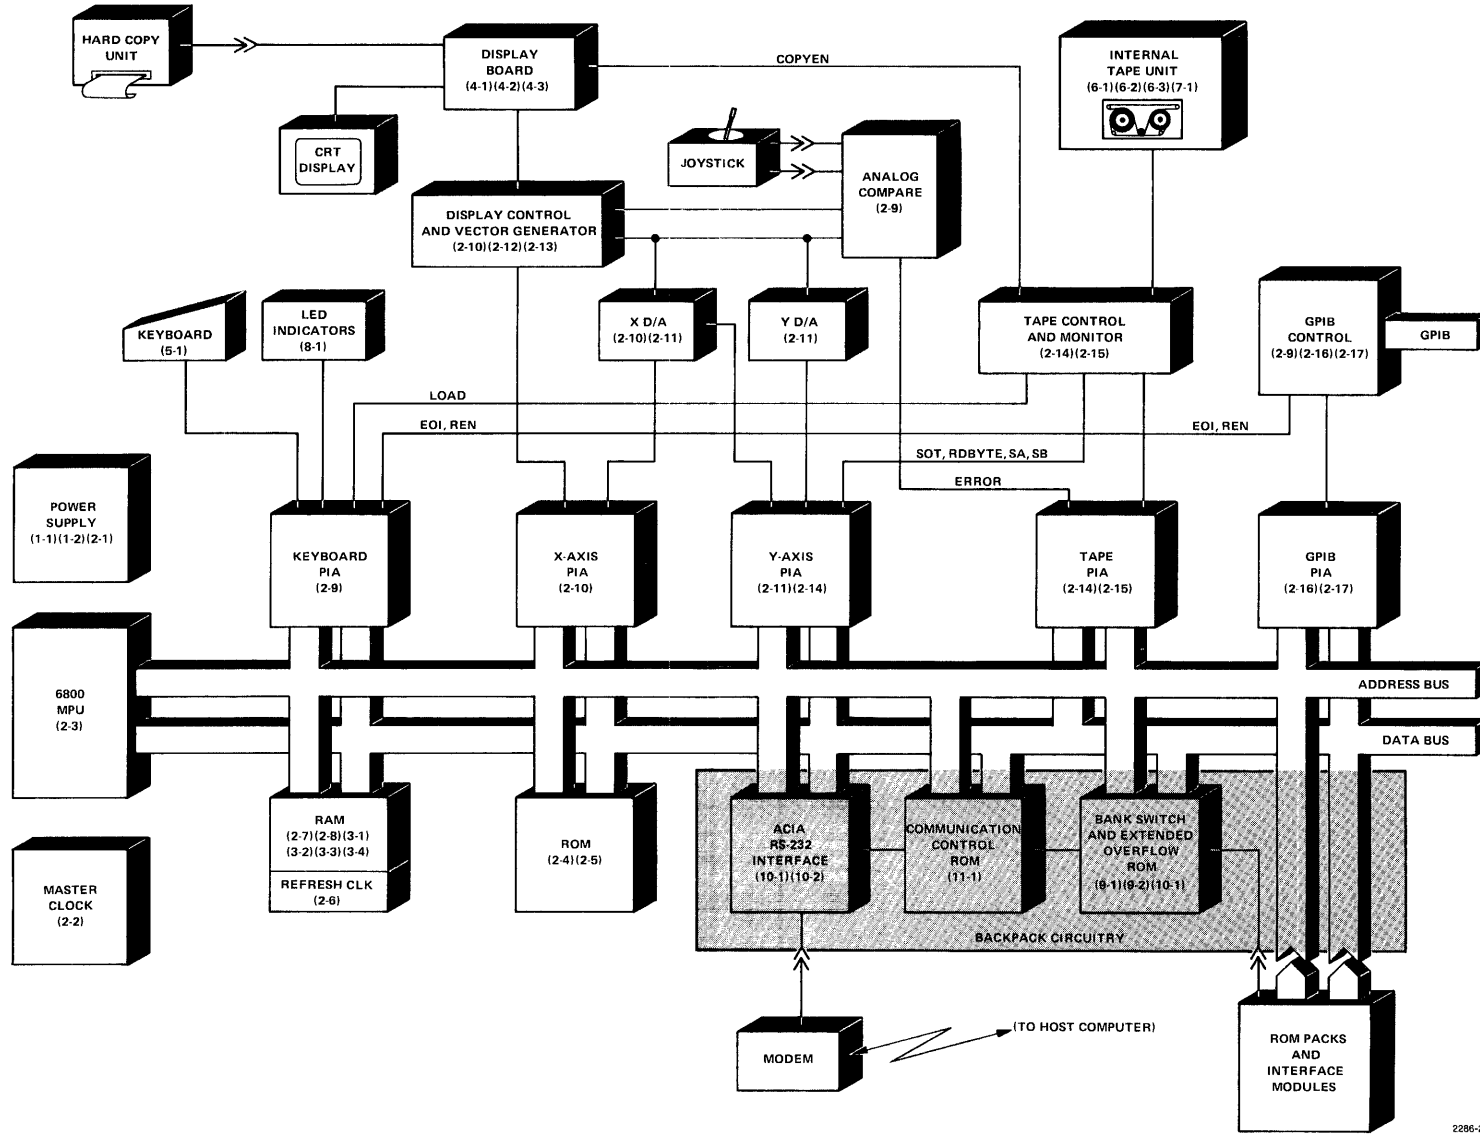 HARD COPY
UNIT
DISPLAY
BOARD
(4-1)(4-2)(4-3)
COPYEN
INTERNAL
TAPE UNIT
(6-1)(6-2)(6-3)(7-1)
CRT
DISPLAY
JOYSTICK
ANALOG
COMPARE
(2-9)
DISPLAY CONTROL
AND VECTOR GENERATOR
(2-10)(2-12)(2-13)
KEYBOARD
(5-1)
LED
INDICATORS
(8-1)
X D/A
(2-10)(2-11)
Y D/A
(2-11)
TAPE CONTROL
AND MONITOR
(2-14)(2-15)
GPIB
CONTROL
(2-9)(2-16)(2-17)
GPIB
LOAD
EOI, REN
EOI, REN
SOT, RDBYTE, SA, SB
ERROR
POWER
SUPPLY
(1-1)(1-2)(2-1)
KEYBOARD
PIA
(2-9)
X-AXIS
PIA
(2-10)
Y-AXIS
PIA
(2-11)(2-14)
TAPE
PIA
(2-14)(2-15)
GPIB
PIA
(2-16)(2-17)
6800
MPU
(2-3)
ADDRESS BUS
DATA BUS
RAM
(2-7)(2-8)(3-1)
(3-2)(3-3)(3-4)
REFRESH CLK
(2-6)
ROM
(2-4)(2-5)
ACIA
RS-232
INTERFACE
(10-1)(10-2)
COMMUNICATION
CONTROL
ROM
(11-1)
BANK SWITCH
AND EXTENDED
OVERFLOW
ROM
(9-1)(9-2)(10-1)
BACKPACK CIRCUITRY
MASTER
CLOCK
(2-2)
MODEM
(TO HOST COMPUTER)
ROM PACKS
AND
INTERFACE
MODULES